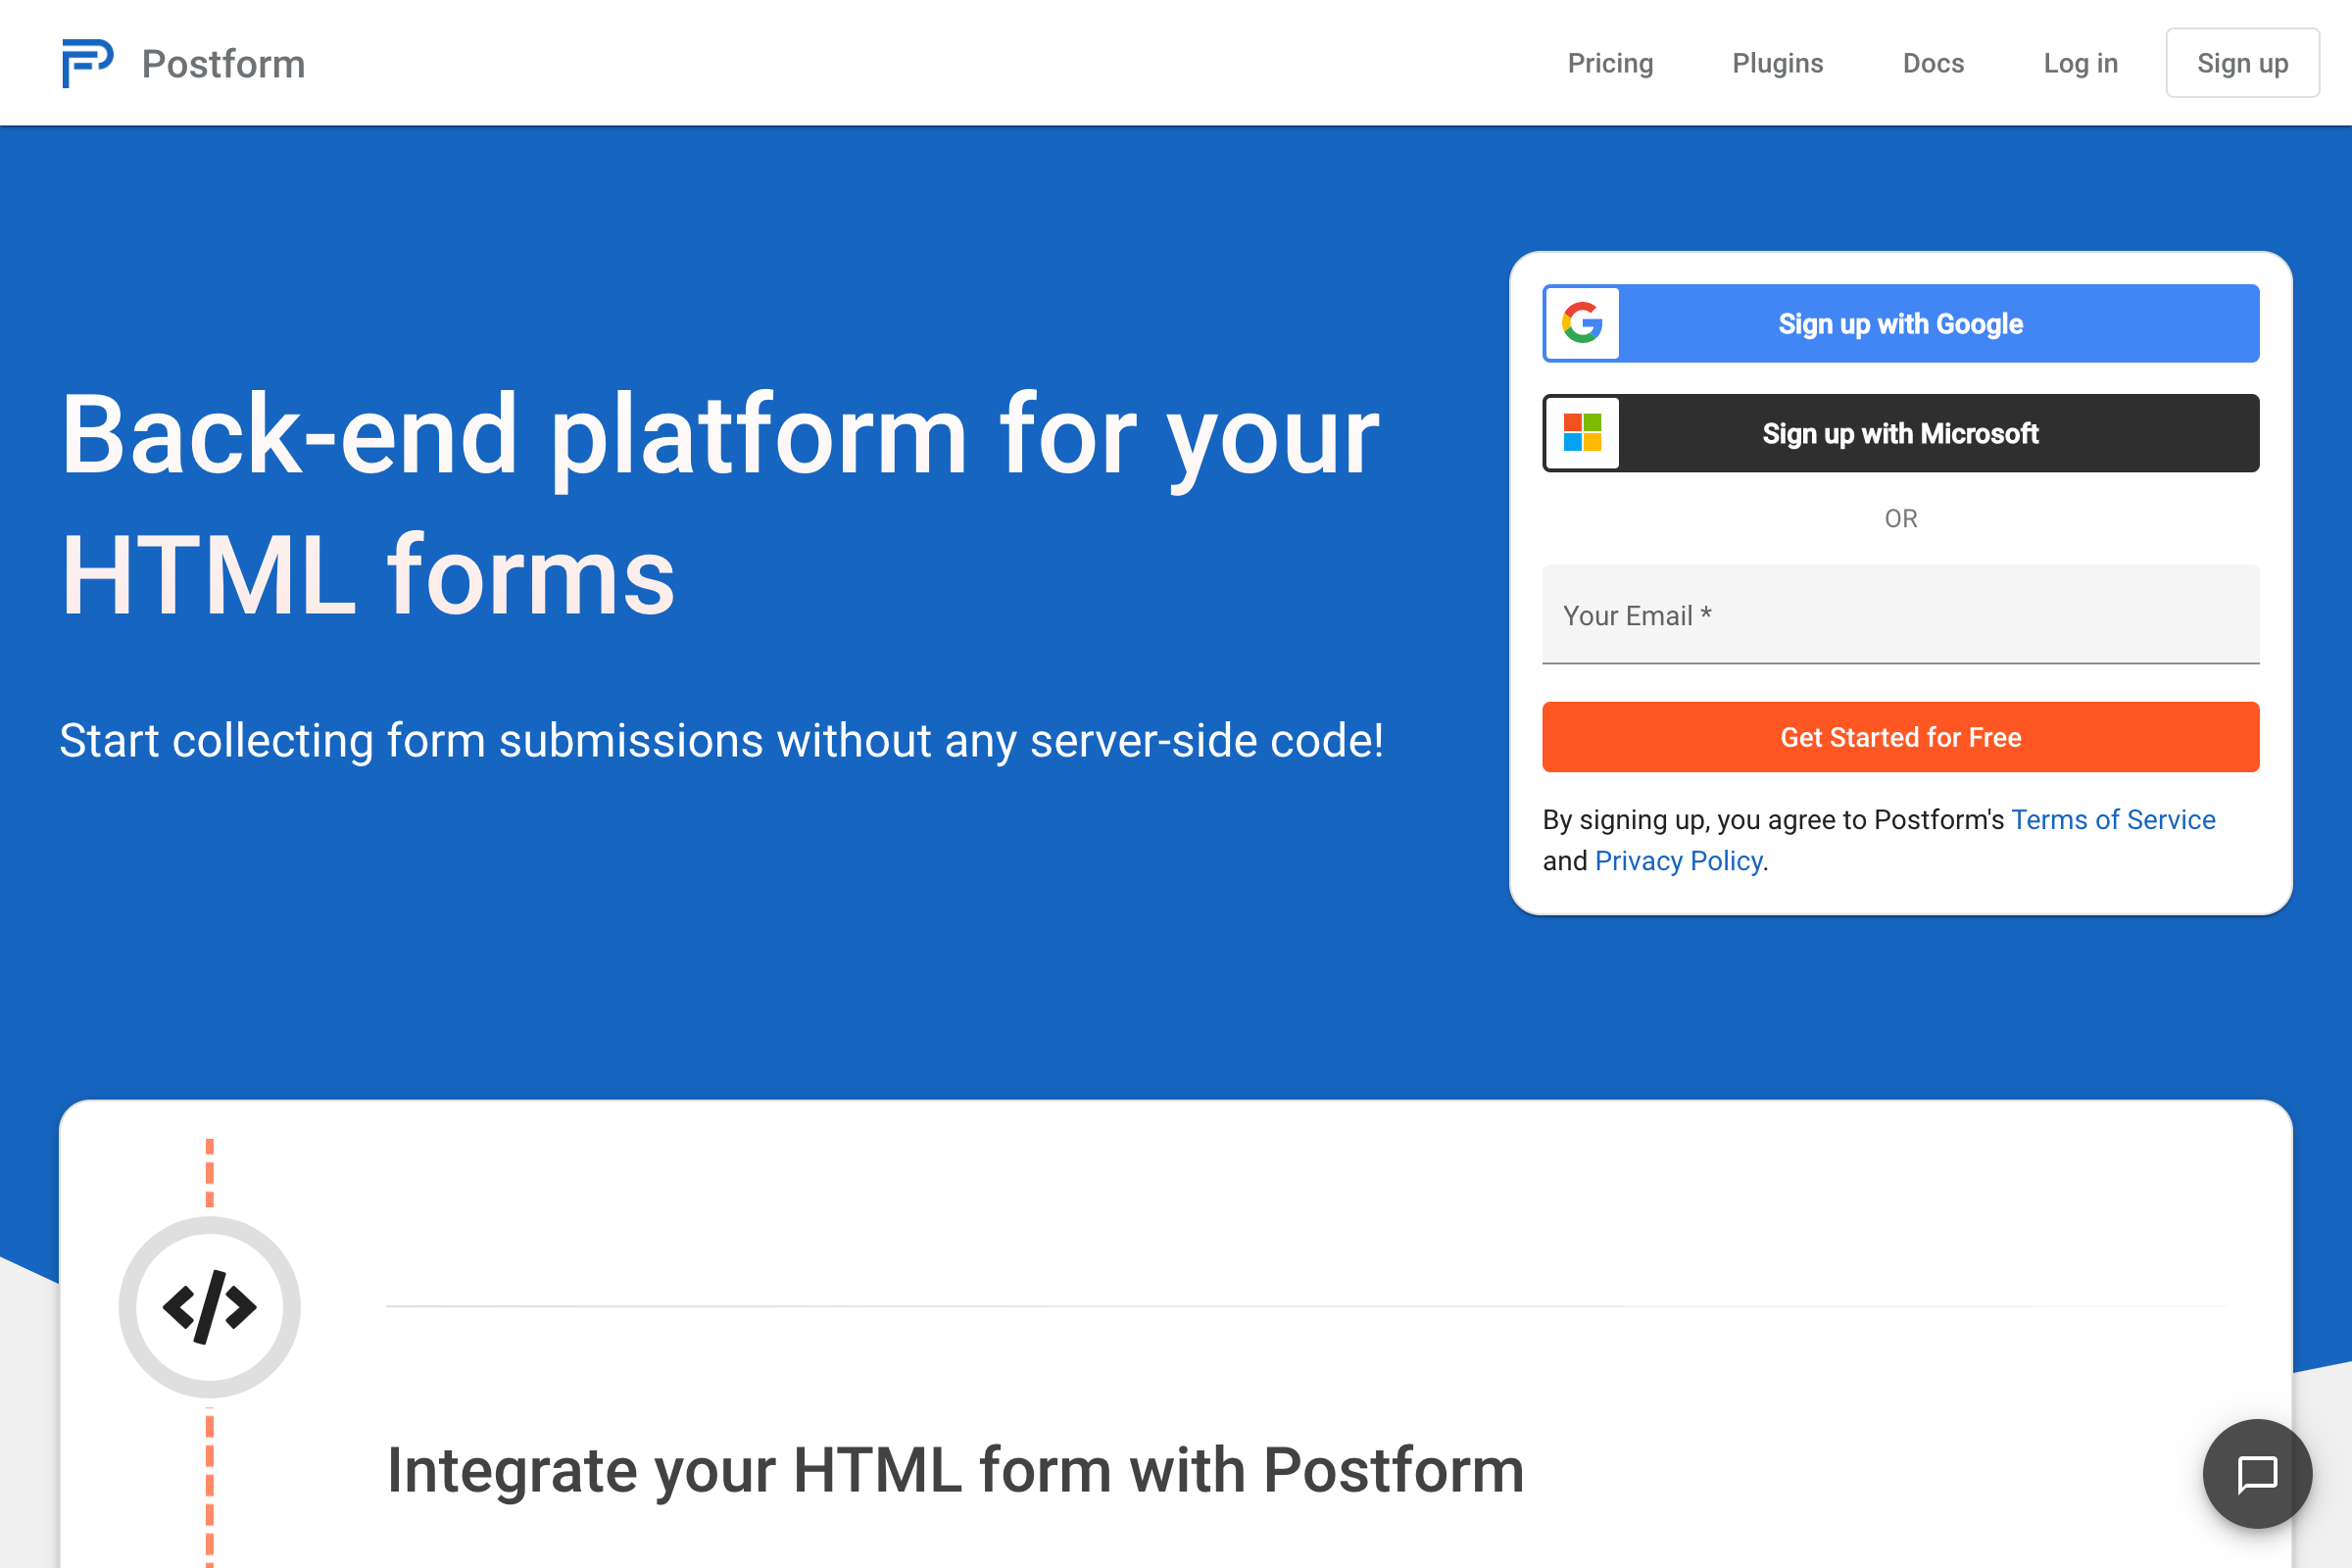 Postform
Pricing
Plugins
Docs
Log in
Sign up
Back-end platform for your
HTML forms
Start collecting form submissions without any server-side code!
Sign up with Google
Sign up with Microsoft
OR
Your Email *
Get Started for Free
By signing up, you agree to Postform's Terms of Service
and Privacy Policy.
Integrate your HTML form with Postform